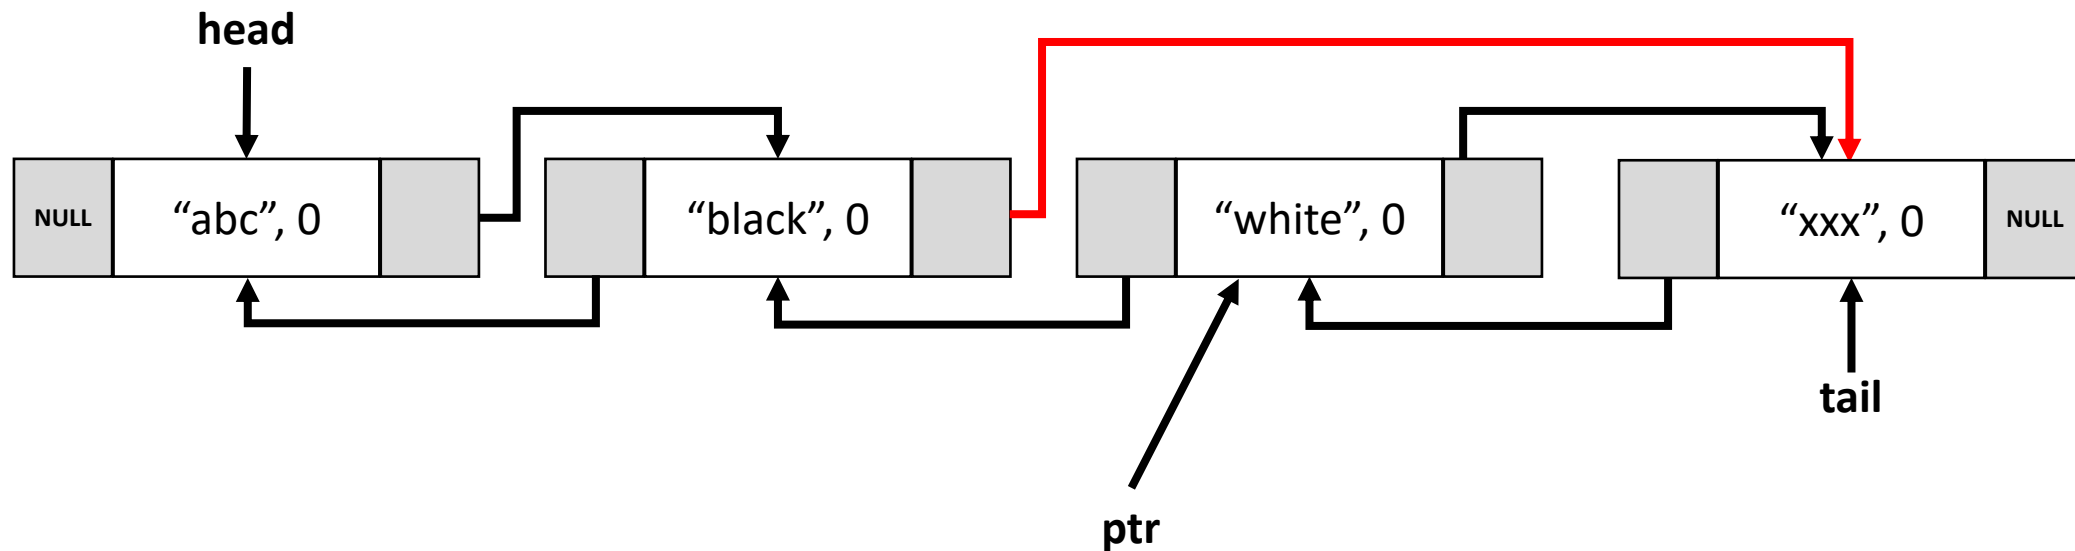 head
NULL
“abc”, 0
“black”, 0
“white”, 0
“xxx”, 0
NULL
tail
ptr